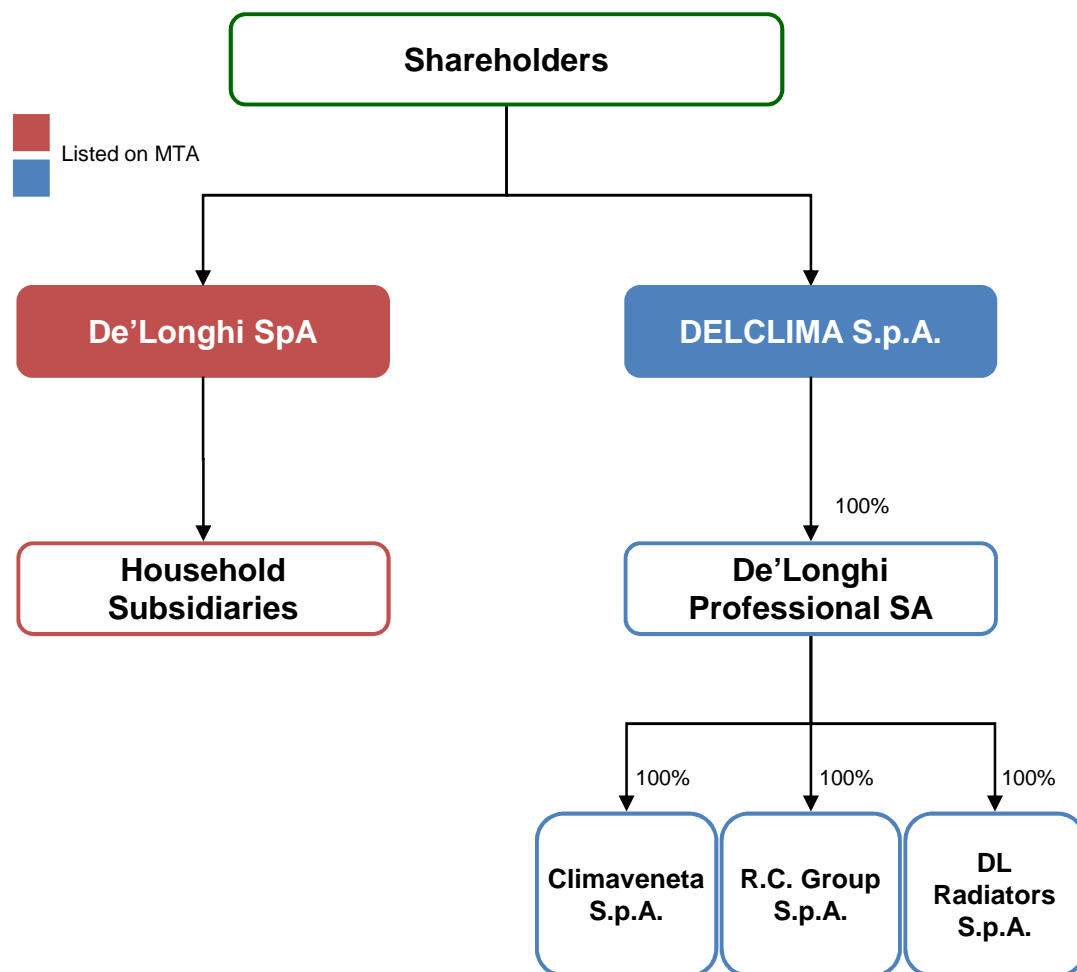 Shareholders
Listed on MTA
De’Longhi SpA
DELCLIMA S.p.A.
100%
Household
Subsidiaries
De’Longhi
Professional SA
100%
100%
100%
Climaveneta
S.p.A.
R.C. Group
S.p.A.
DL
Radiators
S.p.A.